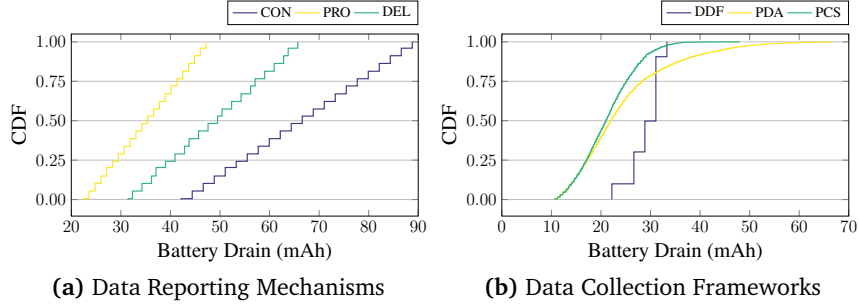 CON PRO DEL
1.00
0.75
0.50
0.25
0.00
CDF
20 30 40 50 60 70 80 90
Battery Drain (mAh)
(a) Data Reporting Mechanisms
DDF PDA PCS
1.00
0.75
0.50
0.25
0.00
CDF
0 10 20 30 40 50 60 70
Battery Drain (mAh)
(b) Data Collection Frameworks